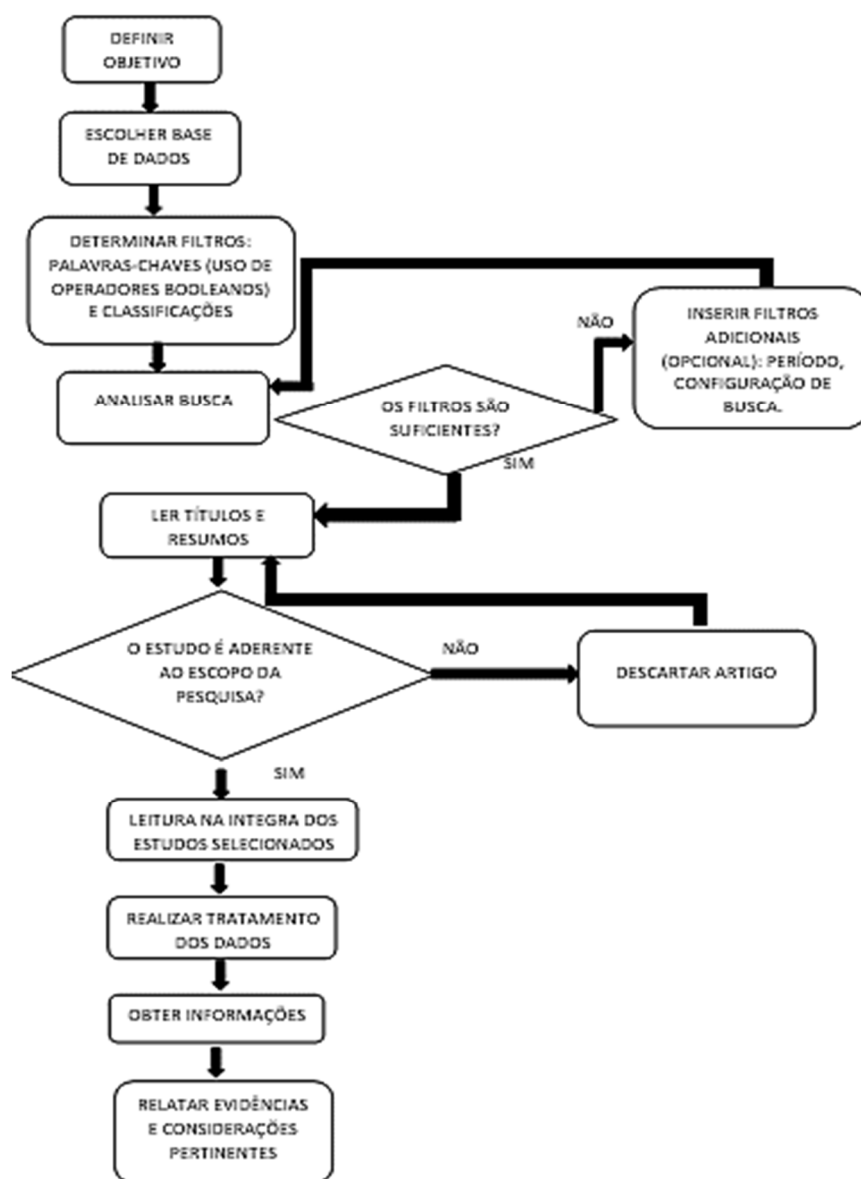 DEFINIR
OBJETIVO
ESCOLHER BASE
DE DADOS
DETERMINAR FILTROS:
PALAVRAS-CHAVES (USO DE
OPERADORES BOOLEANOS)
E CLASSIFICAÇÕES
ANALISAR BUSCA
OS FILTROS SÃO
SUFICIENTES?
NÃO
INSERIR FILTROS
ADICIONAIS
(OPCIONAL): PERÍODO,
CONFIGURAÇÃO DE
BUSCA.
SIM
LER TÍTULOS E
RESUMOS
O ESTUDO É ADERENTE
AO ESCOPO DA
PESQUISA?
NÃO
DESCARTAR ARTIGO
SIM
LEITURA NA INTEGRA DOS
ESTUDOS SELECIONADOS
REALIZAR TRATAMENTO
DOS DADOS
OBTER INFORMAÇÕES
RELATAR EVIDÊNCIAS
E CONSIDERAÇÕES
PERTINENTES